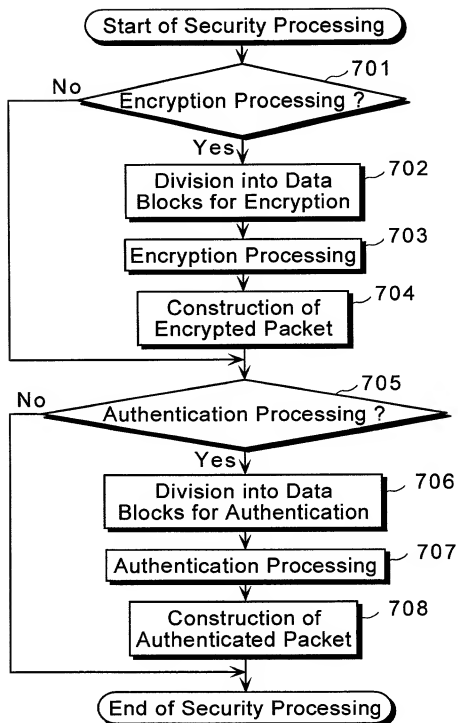 Start of Security Processing
701
No
Encryption Processing ?
Yes
702
Division into Data
Blocks for Encryption
703
Encryption Processing
704
Construction of
Encrypted Packet
705
No
Authentication Processing ?
Yes
706
Division into Data
Blocks for Authentication
707
Authentication Processing
708
Construction of
Authenticated Packet
End of Security Processing